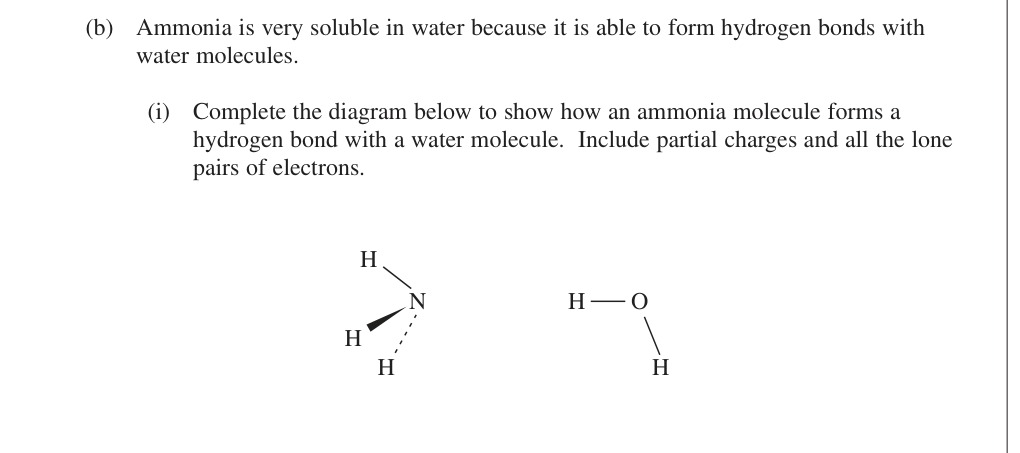 (b) Ammonia is very soluble in water because it is able to form hydrogen bonds with
water molecules.
(i) Complete the diagram below to show how an ammonia molecule forms a
hydrogen bond with a water molecule. Include partial charges and all the lone
pairs of electrons.
H
N
H — O
H
H
H